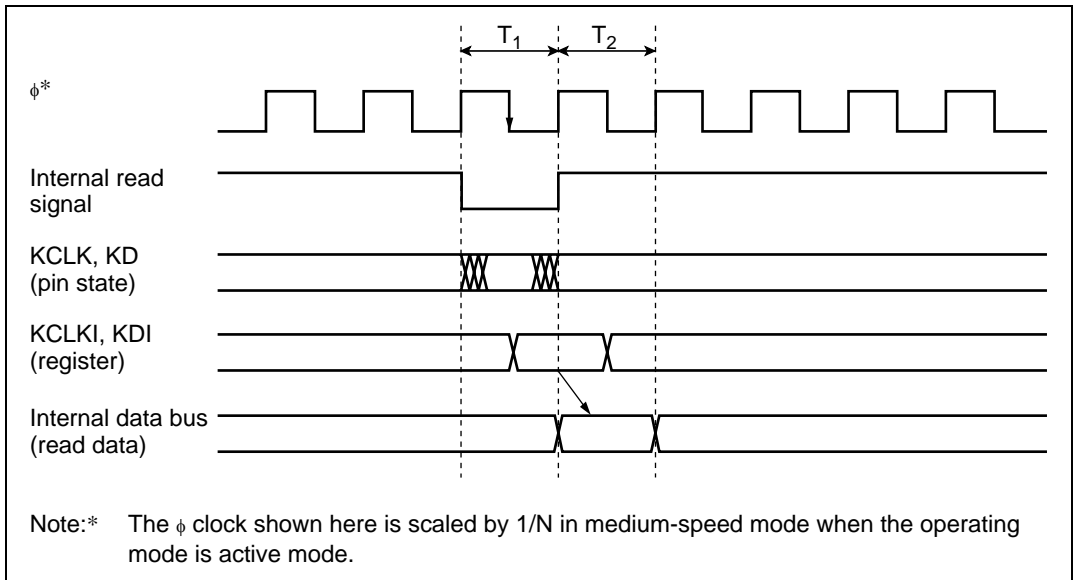 T1 T2
ϕ*
Internal read
signal
KCLK, KD
(pin state)
KCLKI, KDI
(register)
Internal data bus
(read data)
Note:* The ϕ clock shown here is scaled by 1/N in medium-speed mode when the operating
mode is active mode.